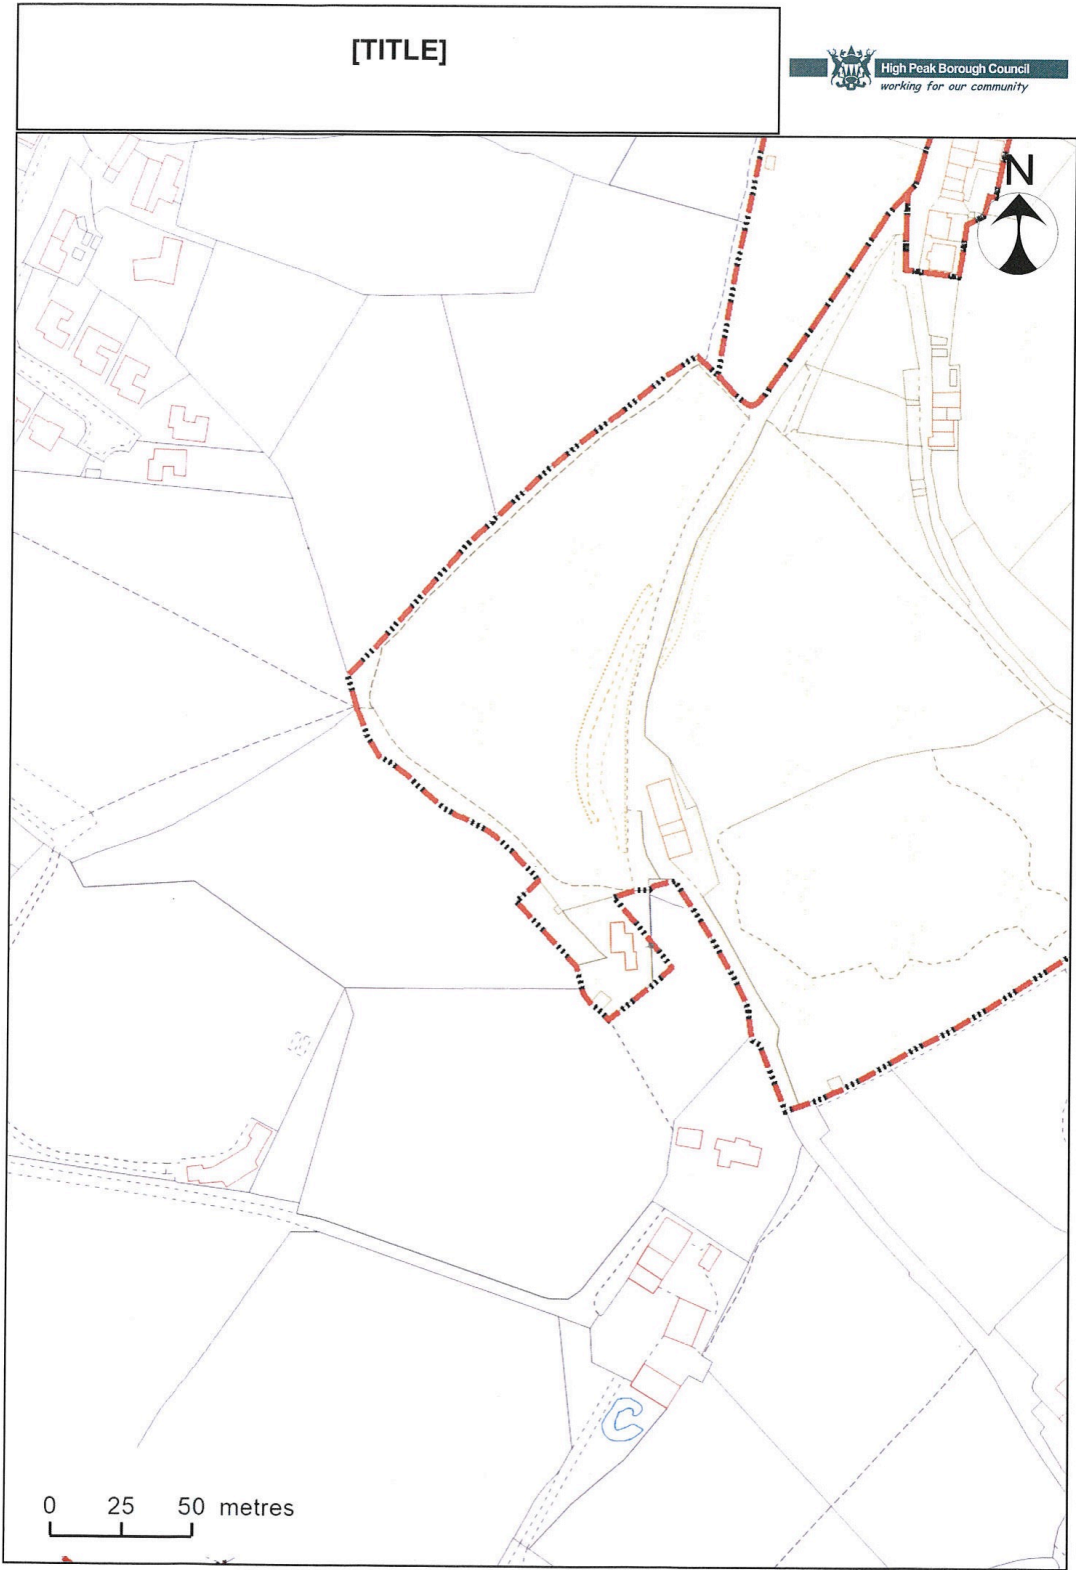 [TITLE]
High Peak Borough Council
working for our community
N
0 25 50 metres